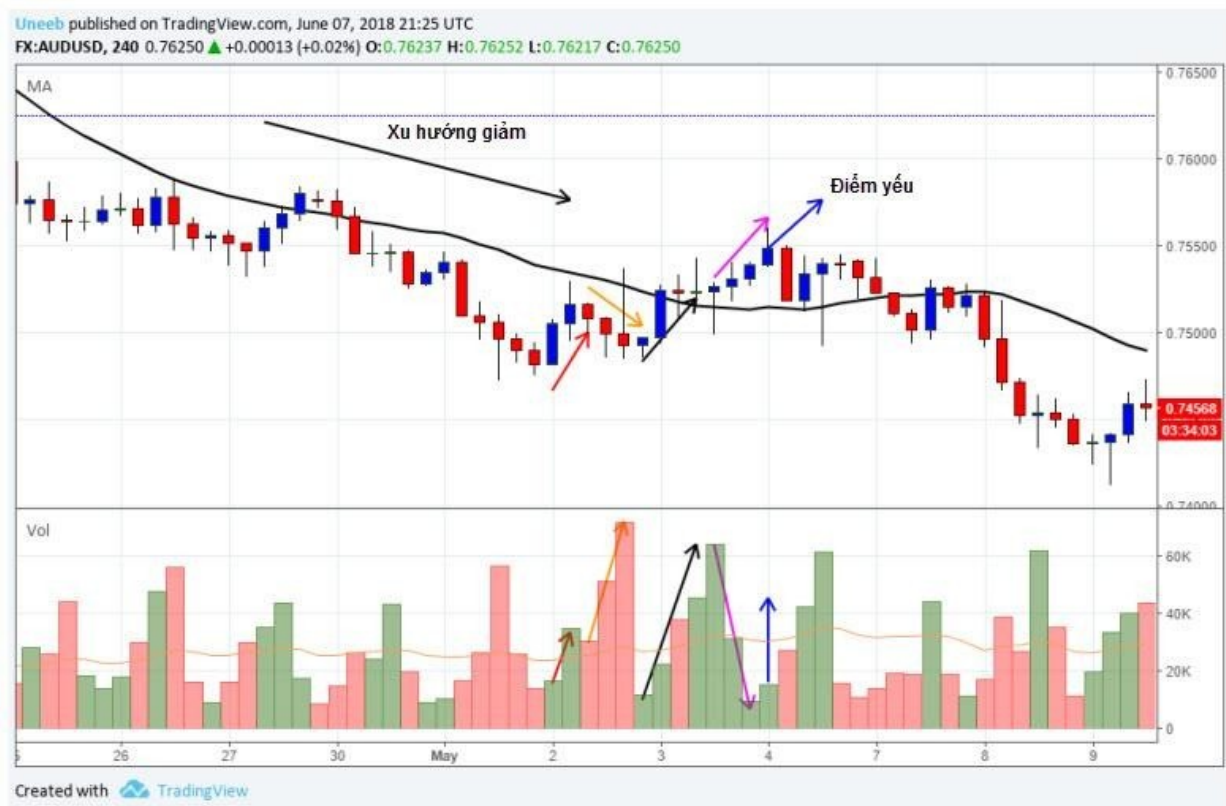 Uneeb published on TradingView.com, June 07, 2018 21:25 UTC
FX:AUDUSD, 240 0.76250 ▲ +0.00013 (+0.02%) O:0.76237 H:0.76252 L:0.76217 C:0.76250
MA
0.76500
Xu hướng giảm
0.76000
Điểm yếu
0.75500
0.75000
0.74568
03:34:03
0.74000
Vol
60K
40K
20K
0
5 26 27 30 May 2 3 4 7 8 9
Created with TradingView